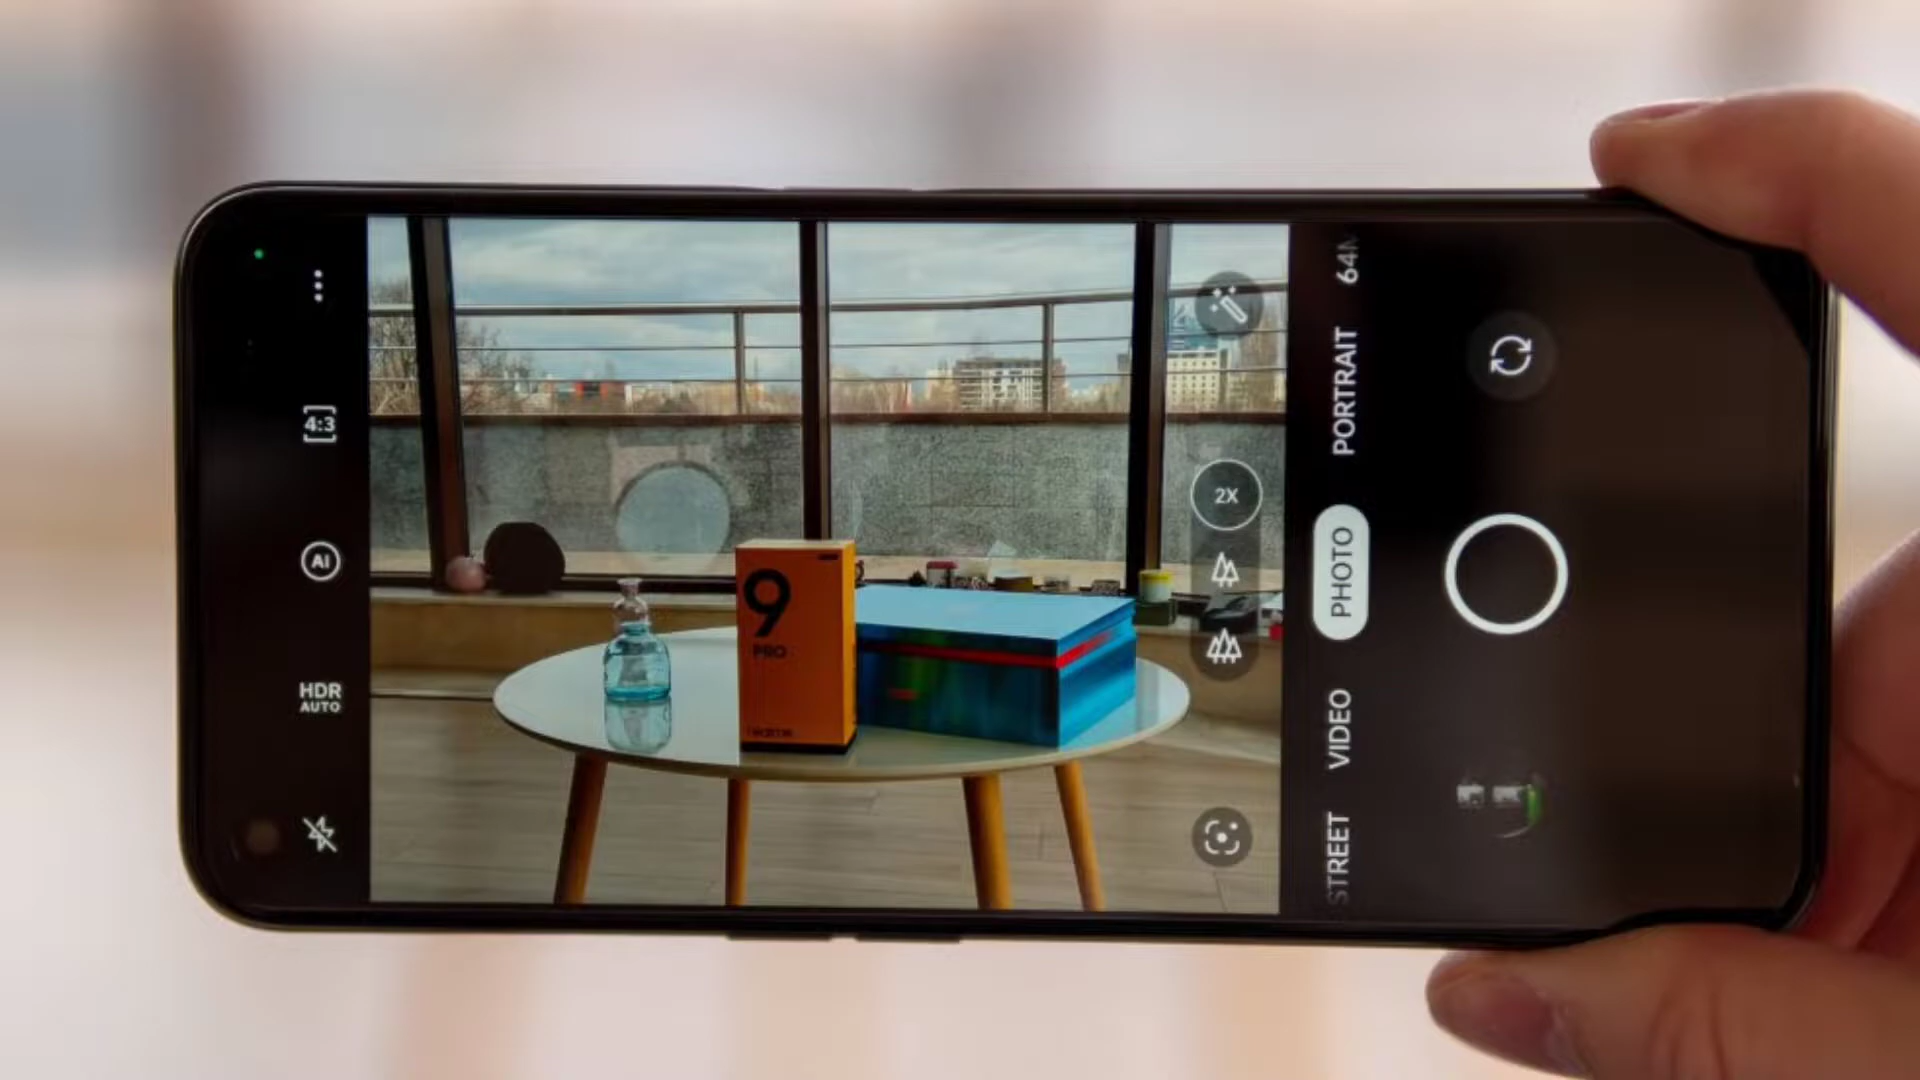 4:3
AI
HDR
AUTO
9
PRO
2X
64M
PORTRAIT
PHOTO
VIDEO
STREET